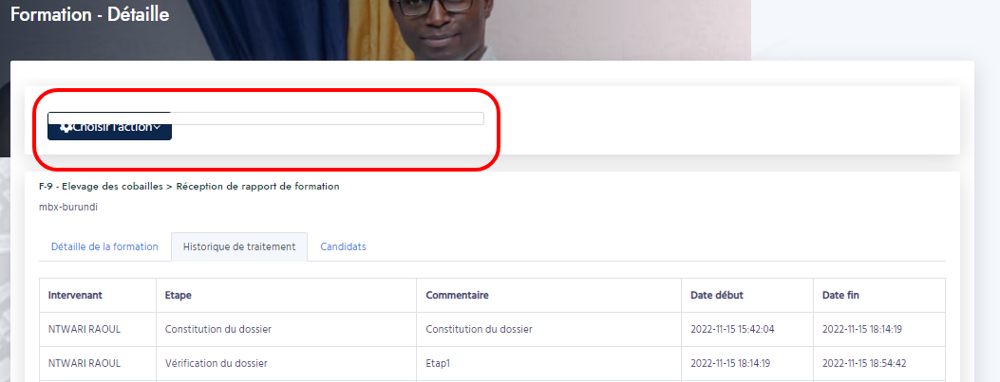 Formation - Détaille
Choisir l'action
F-9 - Elevage des cobailles > Réception de rapport de formation
mbx-burundi
Détaille de la formation Historique de traitement Candidats
Intervenant Etape Commentaire Date début Date fin
NTWARI RAOUL Constitution du dossier Constitution du dossier 2022-11-15 15:42:04 2022-11-15 18:14:19
NTWARI RAOUL Vérification du dossier Etap1 2022-11-15 18:14:19 2022-11-15 18:54:42